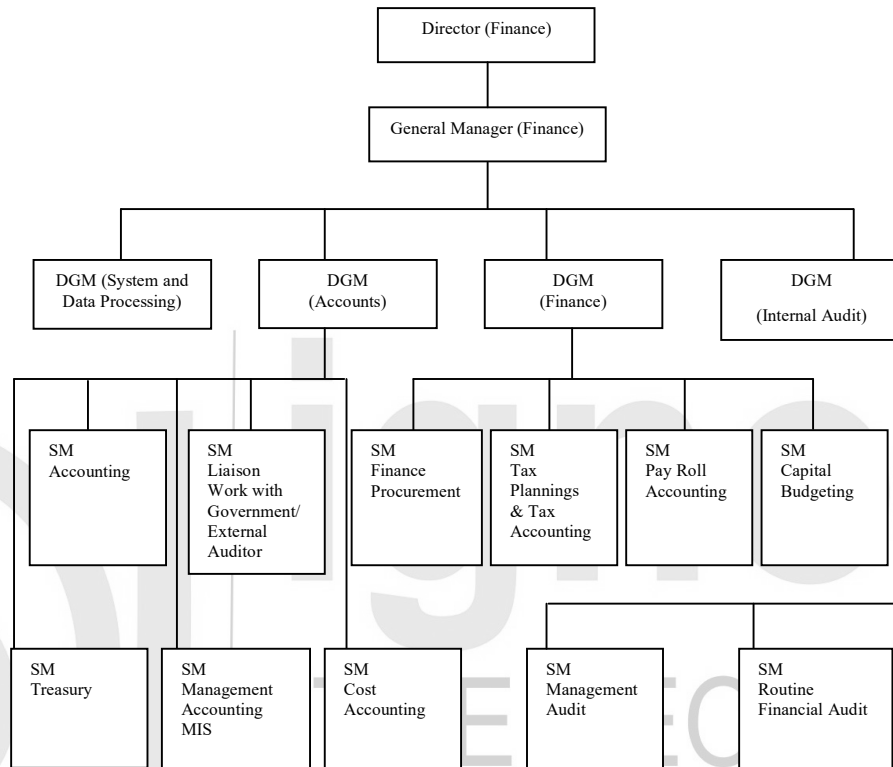 Director (Finance)
General Manager (Finance)
DGM (System and
Data Processing)
DGM
(Accounts)
DGM
(Finance)
DGM
(Internal Audit)
SM
Accounting
SM
Liaison
Work with
Government/
External
Auditor
SM
Finance
Procurement
SM
Tax
Plannings
& Tax
Accounting
SM
Pay Roll
Accounting
SM
Capital
Budgeting
SM
Treasury
SM
Management
Accounting
MIS
SM
Cost
Accounting
SM
Management
Audit
SM
Routine
Financial Audit